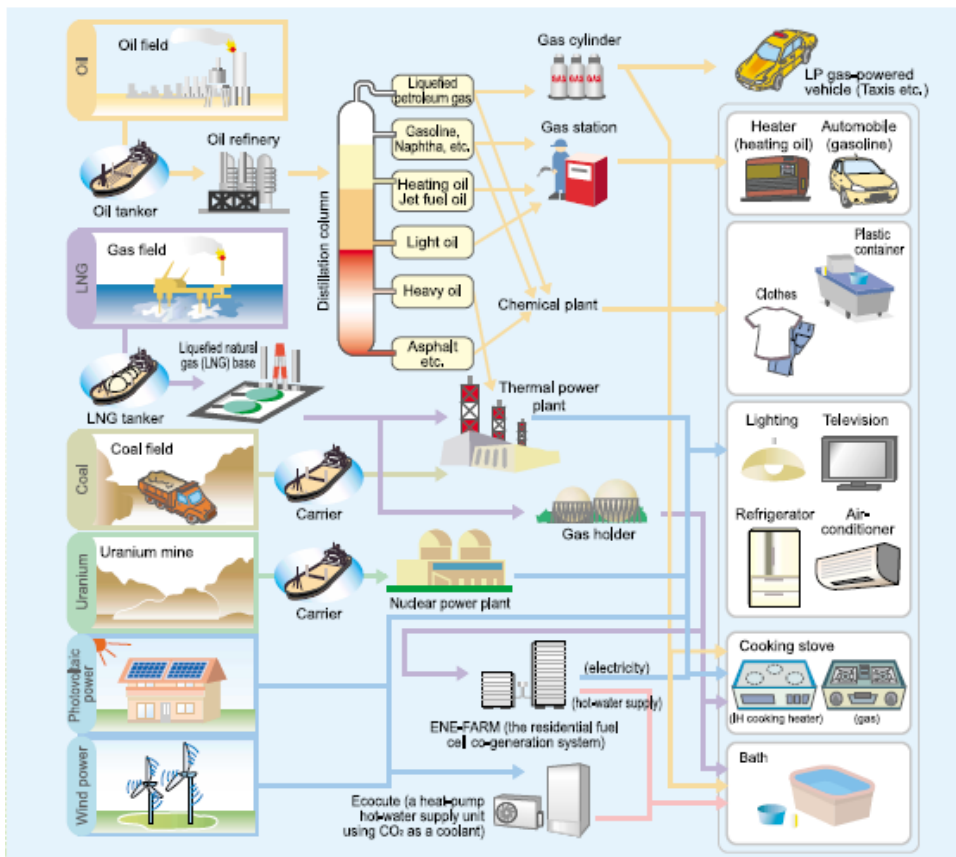 Oil
Oil field
Oil tanker
Oil refinery
Distillation column
Liquefied
petroleum gas
Gasoline,
Naphtha, etc.
Heating oil
Jet fuel oil
Light oil
Heavy oil
Asphalt
etc.
Gas cylinder
GAS
GAS
GAS
Gas station
Chemical plant
LP gas-powered
vehicle (Taxis etc.)
Heater
(heating oil)
Automobile
(gasoline)
Plastic
container
Clothes
LNG
Gas field
LNG tanker
Liquefied natural
gas (LNG) base
Thermal power
plant
Coal
Coal field
Carrier
Gas holder
Lighting
Television
Refrigerator
Air-
conditioner
Uranium
Uranium mine
Carrier
Nuclear power plant
Photovoltaic
power
Wind power
(electricity)
(hot-water supply)
ENE-FARM (the residential fuel
cell co-generation system)
Ecocute (a heat-pump
hot-water supply unit
using CO₂ as a coolant)
Cooking stove
(IH cooking heater)
(gas)
Bath